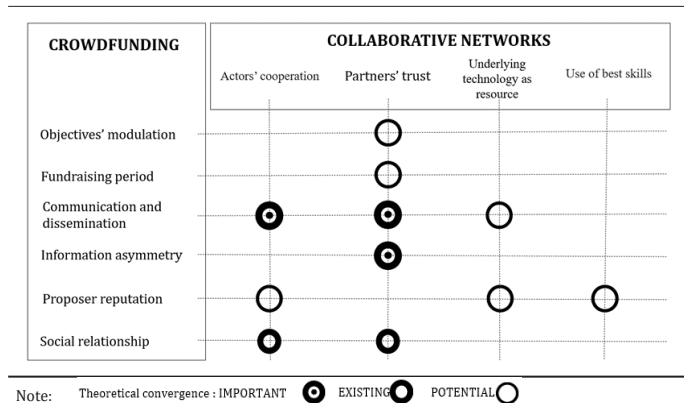 CROWDFUNDING
COLLABORATIVE NETWORKS
Actors’ cooperation
Partners’ trust
Underlying
technology as
resource
Use of best skills
Objectives’ modulation
Fundraising period
Communication and
dissemination
Information asymmetry
Proposer reputation
Social relationship
Note: Theoretical convergence : IMPORTANT EXISTING POTENTIAL